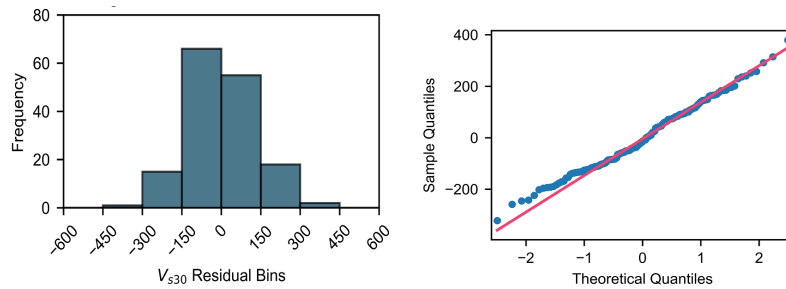 80
60
40
20
0
Frequency
−600 −450 −300 −150 0 150 300 450 600
Vs30 Residual Bins
400
200
0
−200
Sample Quantiles
−2 −1 0 1 2
Theoretical Quantiles